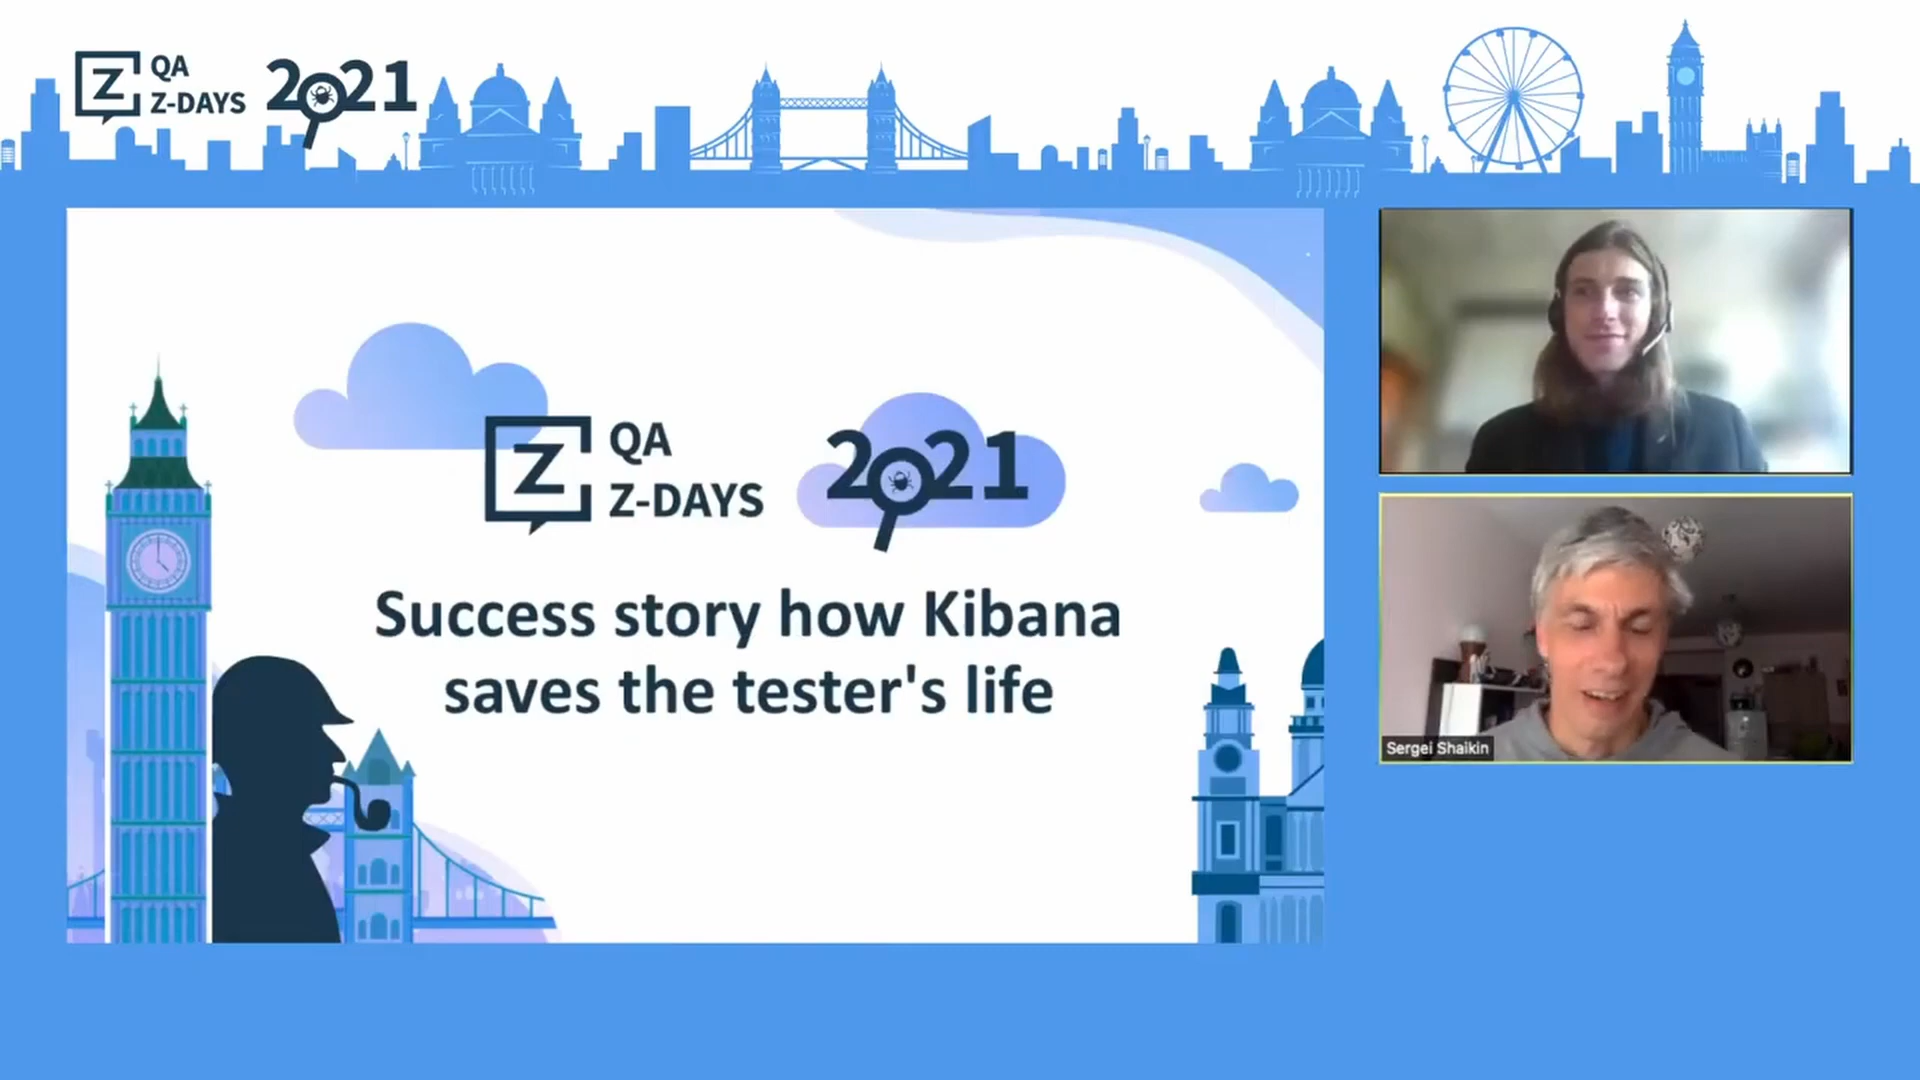 Z
QA
Z-DAYS
2021
Z
QA
Z-DAYS
2021
Success story how Kibana
saves the tester's life
Sergei Shaikin